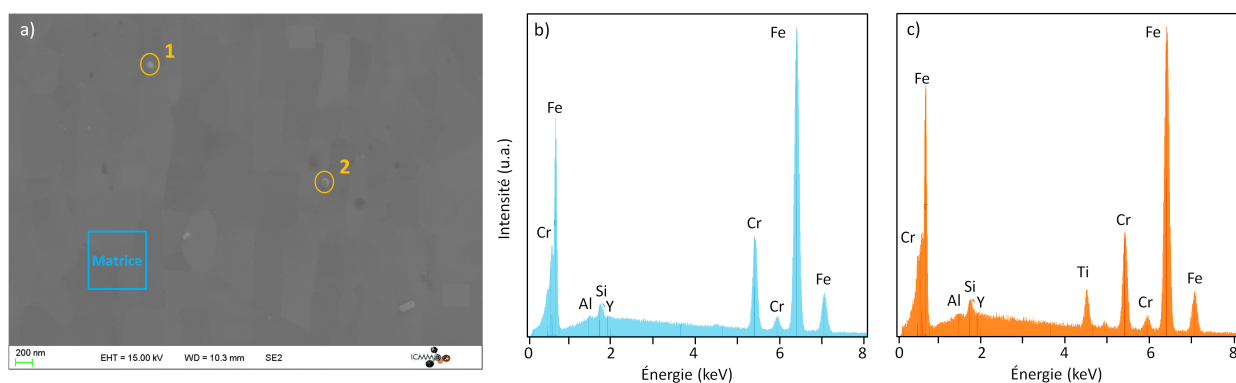 a)
1
2
Matrice
200 nm
EHT = 15.00 kV
WD = 10.3 mm
SE2
ICMM
b)
Intensité (u.a.)
Fe
Cr
Al
Si
Y
Cr
Cr
Fe
Fe
0
2
4
6
8
Énergie (keV)
c)
Fe
Cr
Al
Si
Y
Ti
Cr
Cr
Fe
Fe
0
2
4
6
8
Énergie (keV)